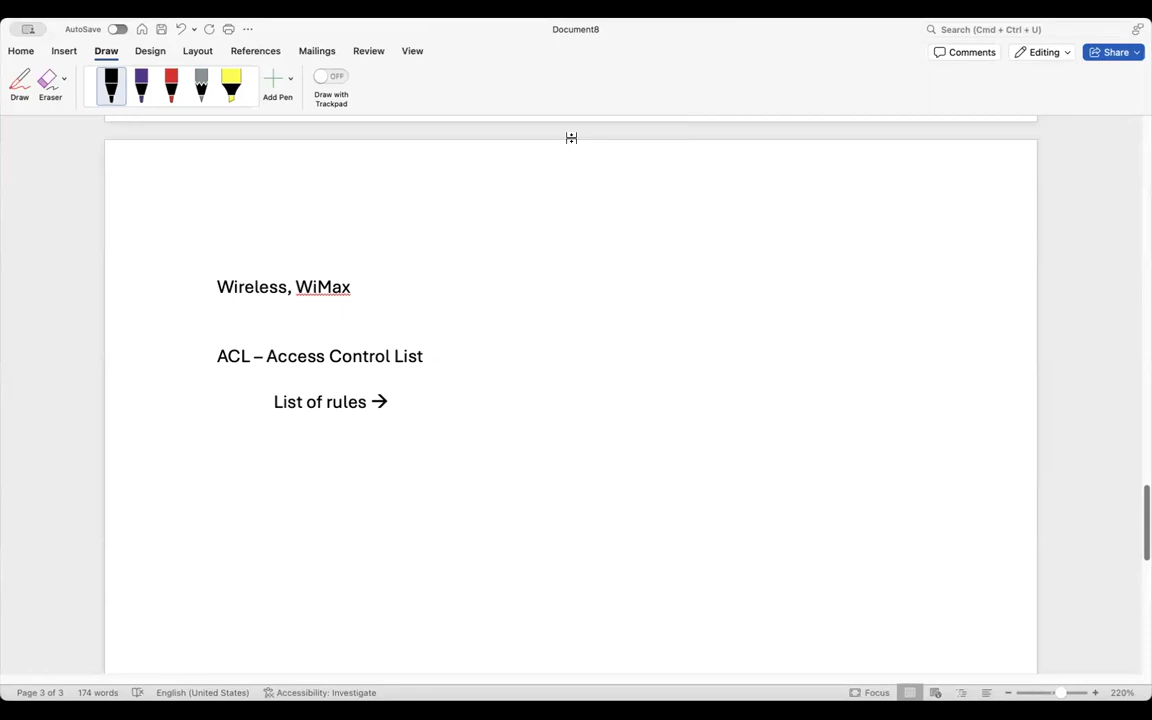 AutoSave
Document8
Search (Cmd + Ctrl + U)
Home Insert Draw Design Layout References Mailings Review View
Comments Editing Share
OFF
Draw Eraser Add Pen Draw with
Trackpad
Wireless, WiMax
ACL – Access Control List
List of rules →
Page 3 of 3 174 words English (United States) Accessibility: Investigate Focus 220%